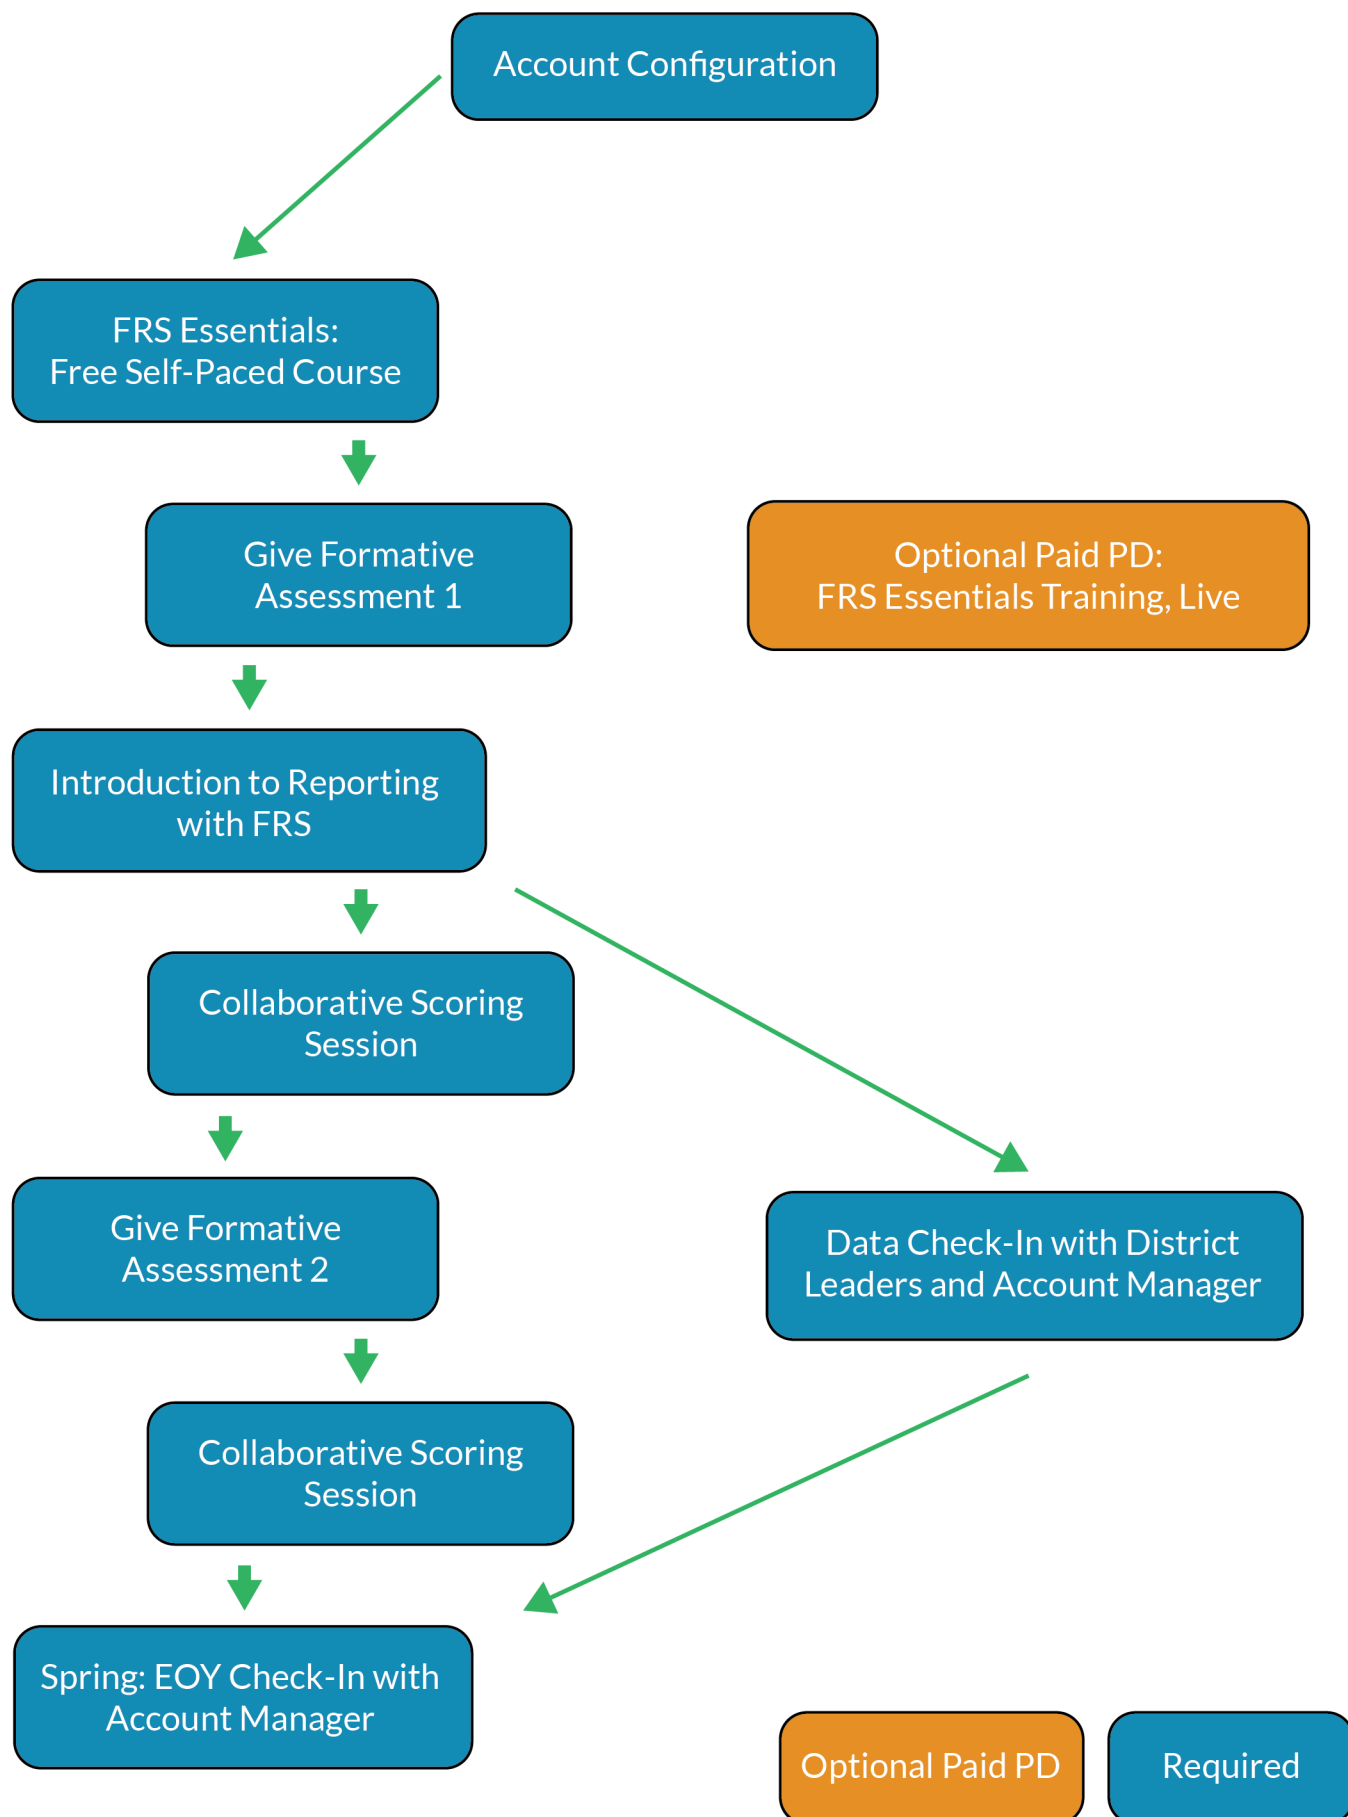 Account Configuration
FRS Essentials:
Free Self-Paced Course
Give Formative
Assessment 1
Optional Paid PD:
FRS Essentials Training, Live
Introduction to Reporting
with FRS
Collaborative Scoring
Session
Give Formative
Assessment 2
Data Check-In with District
Leaders and Account Manager
Collaborative Scoring
Session
Spring: EOY Check-In with
Account Manager
Optional Paid PD
Required